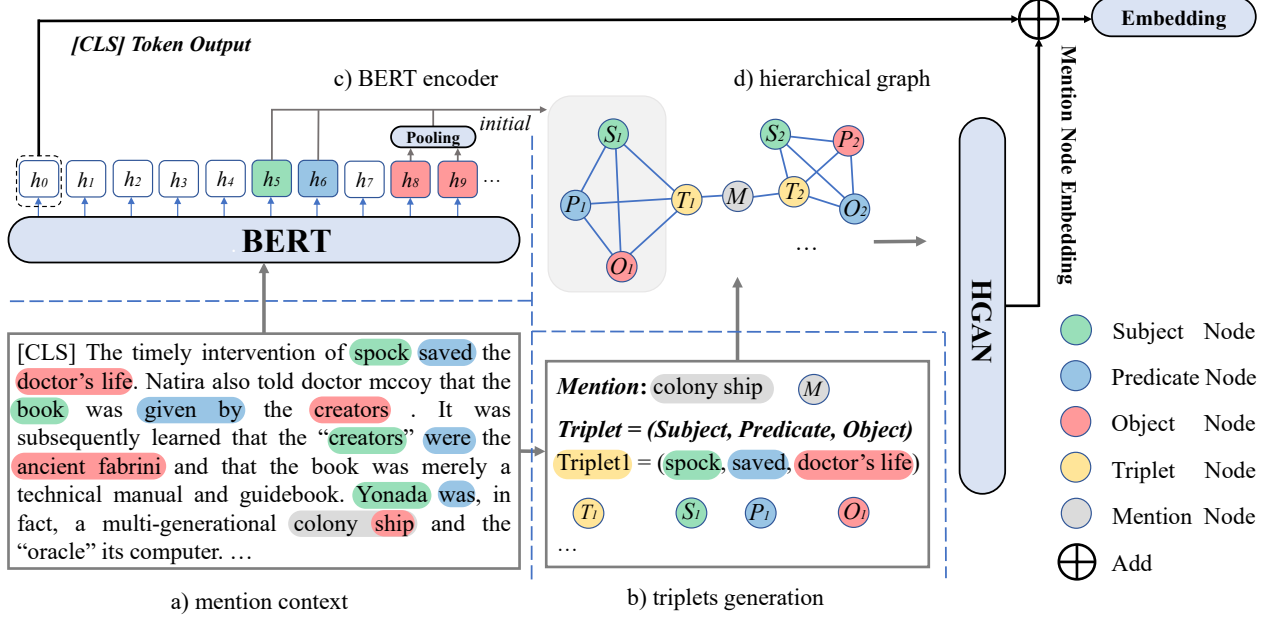 Embedding
[CLS] Token Output
c) BERT encoder
d) hierarchical graph
initial
Pooling
h0 h1 h2 h3 h4 h5 h6 h7 h8 h9 ...
BERT
S1
P1
T1
O1
M
S2
P2
T2
O2
...
HGAN
Mention Node Embedding
[CLS] The timely intervention of spock saved the
doctor's life. Natira also told doctor mccoy that the
book was given by the creators . It was
subsequently learned that the "creators" were the
ancient fabrini and that the book was merely a
technical manual and guidebook. Yonada was, in
fact, a multi-generational colony ship and the
"oracle" its computer. ...
a) mention context
Mention: colony ship M
Triplet = (Subject, Predicate, Object)
Triplet1 = (spock, saved, doctor's life)
T1 S1 P1 O1
...
b) triplets generation
Subject Node
Predicate Node
Object Node
Triplet Node
Mention Node
Add